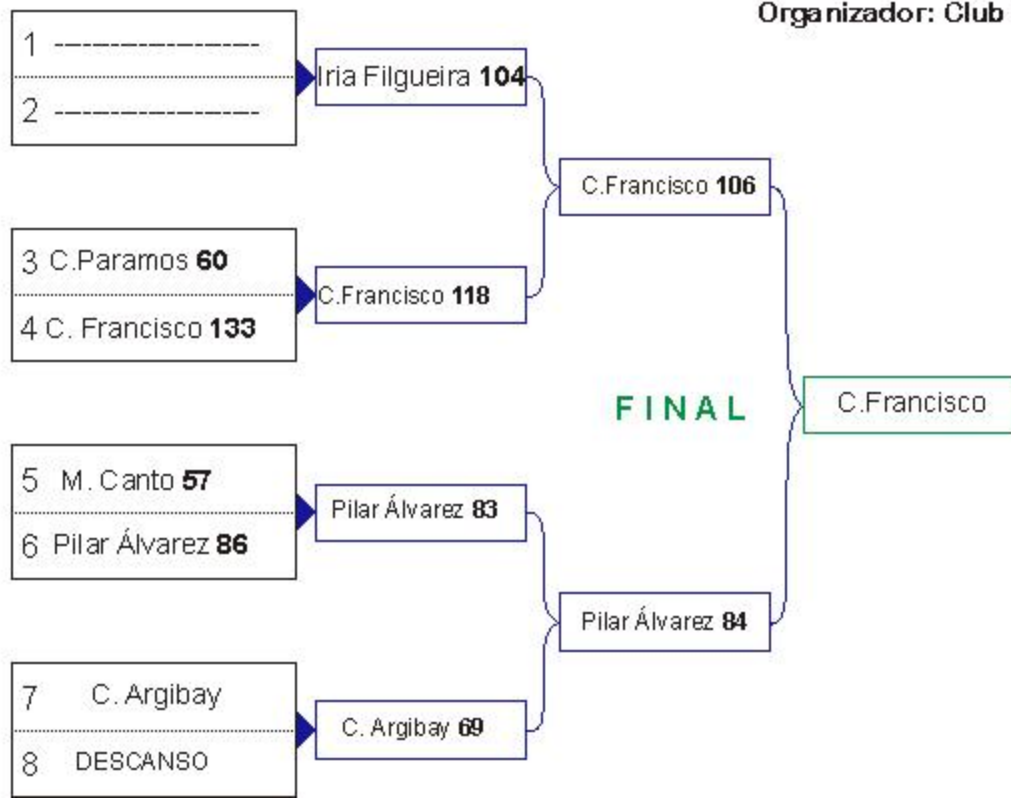 Organizador: Club
1 ----------------------
2 ----------------------
Iria Filgueira 104
C.Francisco 106
3 C.Paramos 60
4 C. Francisco 133
C.Francisco 118
FINAL
C.Francisco
5 M. Canto 57
6 Pilar Álvarez 86
Pilar Álvarez 83
Pilar Álvarez 84
7 C. Argibay
8 DESCANSO
C. Argibay 69